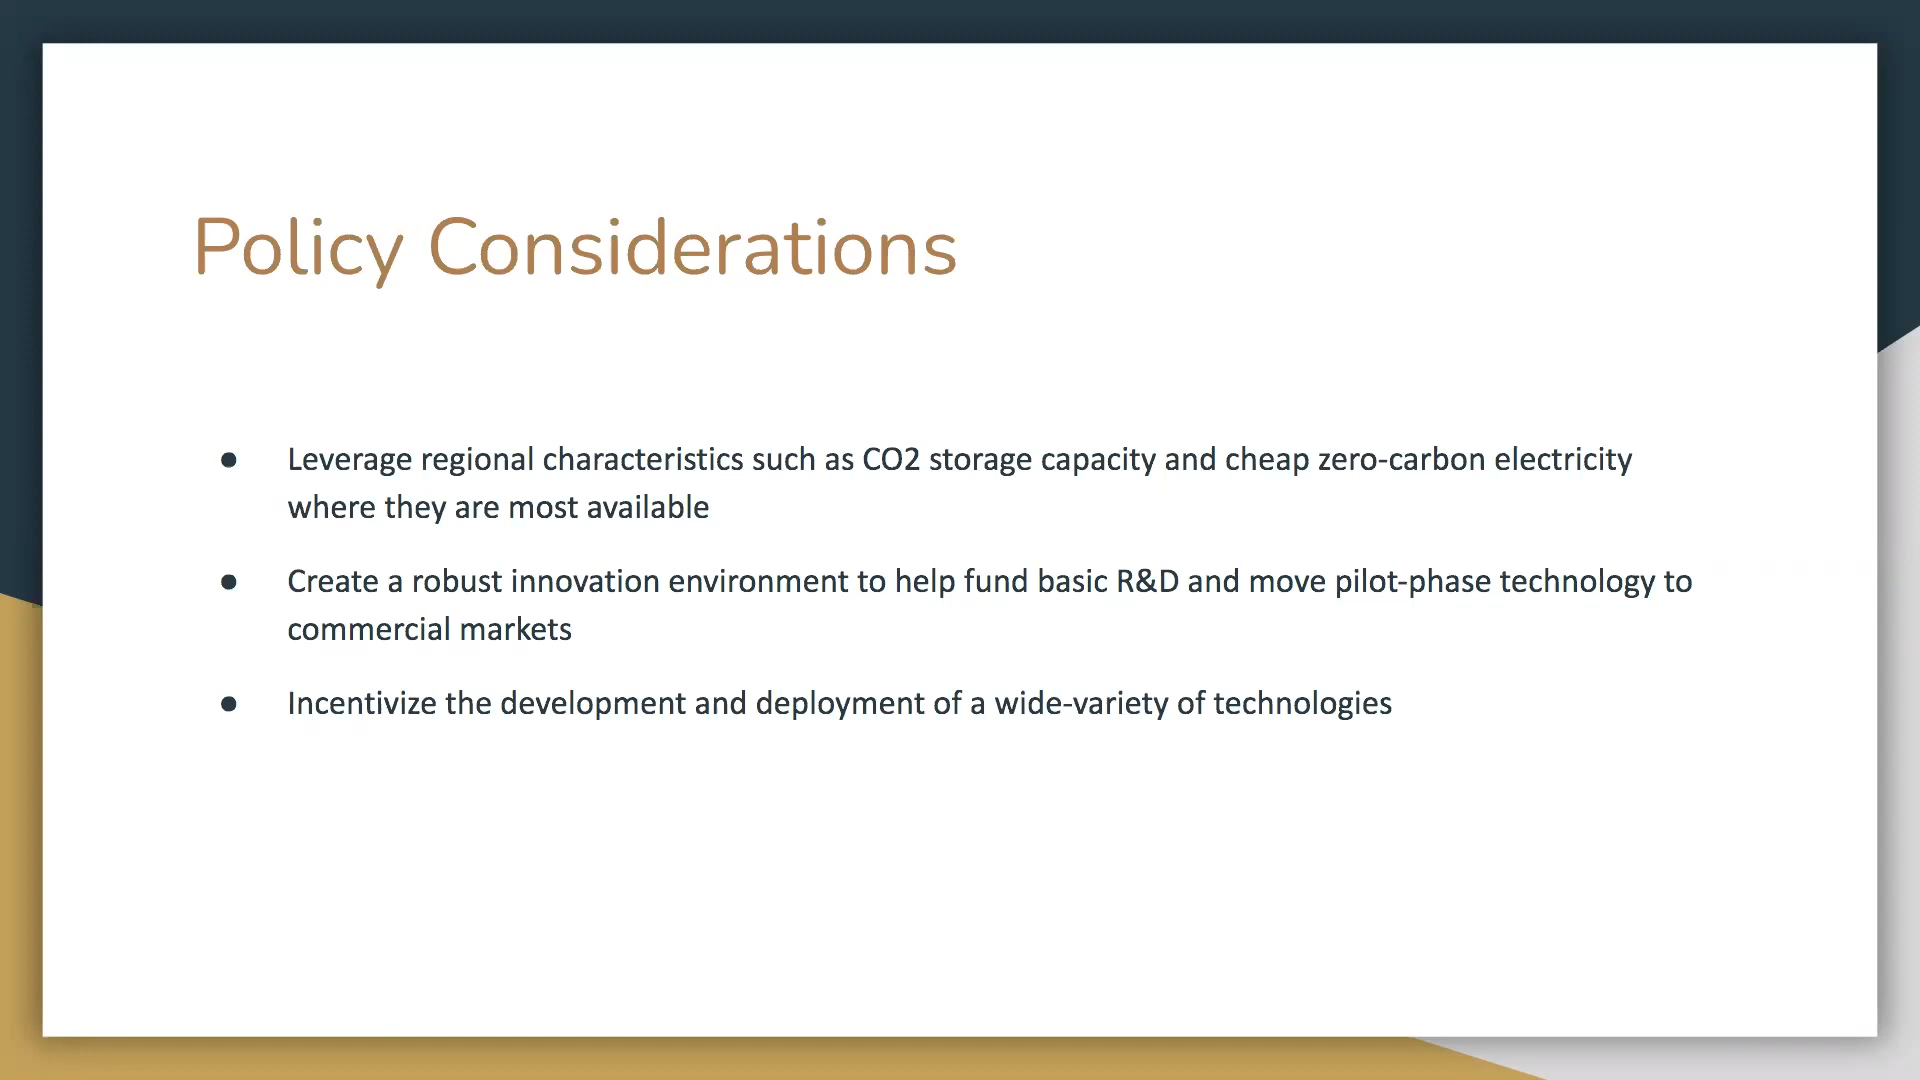 Policy Considerations
● Leverage regional characteristics such as CO2 storage capacity and cheap zero-carbon electricity
where they are most available
● Create a robust innovation environment to help fund basic R&D and move pilot-phase technology to
commercial markets
● Incentivize the development and deployment of a wide-variety of technologies